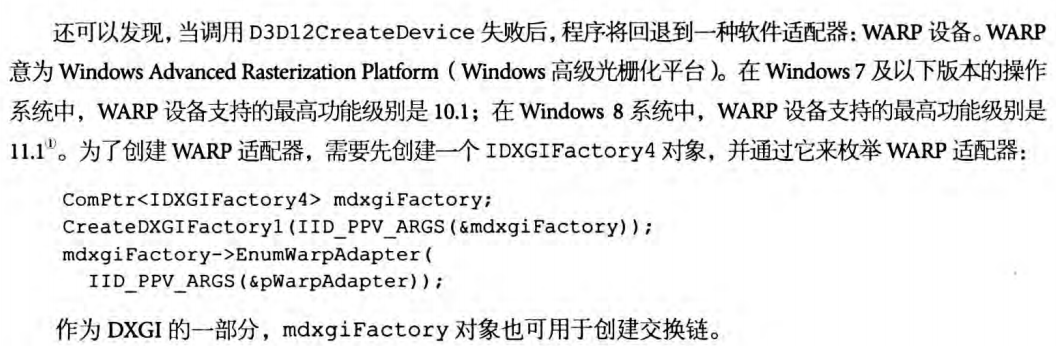 还可以发现，当调用 D3D12CreateDevice 失败后，程序将回退到一种软件适配器：WARP 设备。WARP
意为 Windows Advanced Rasterization Platform（Windows 高级光栅化平台）。在 Windows 7 及以下版本的操作
系统中，WARP 设备支持的最高功能级别是 10.1；在 Windows 8 系统中，WARP 设备支持的最高功能级别是
11.1①。为了创建 WARP 适配器，需要先创建一个 IDXGIFactory4 对象，并通过它来枚举 WARP 适配器：
ComPtr<IDXGIFactory4> mdxgiFactory;
CreateDXGIFactory1(IID_PPV_ARGS(&mdxgiFactory));
mdxgiFactory->EnumWarpAdapter(
  IID_PPV_ARGS(&pWarpAdapter));
作为 DXGI 的一部分，mdxgiFactory 对象也可用于创建交换链。